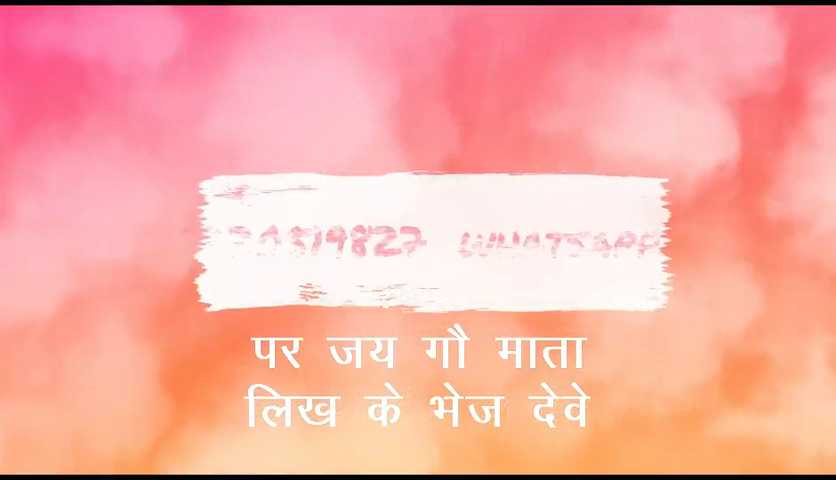 WHATSAPP
पर जय गौ माता
लिख के भेज देवे